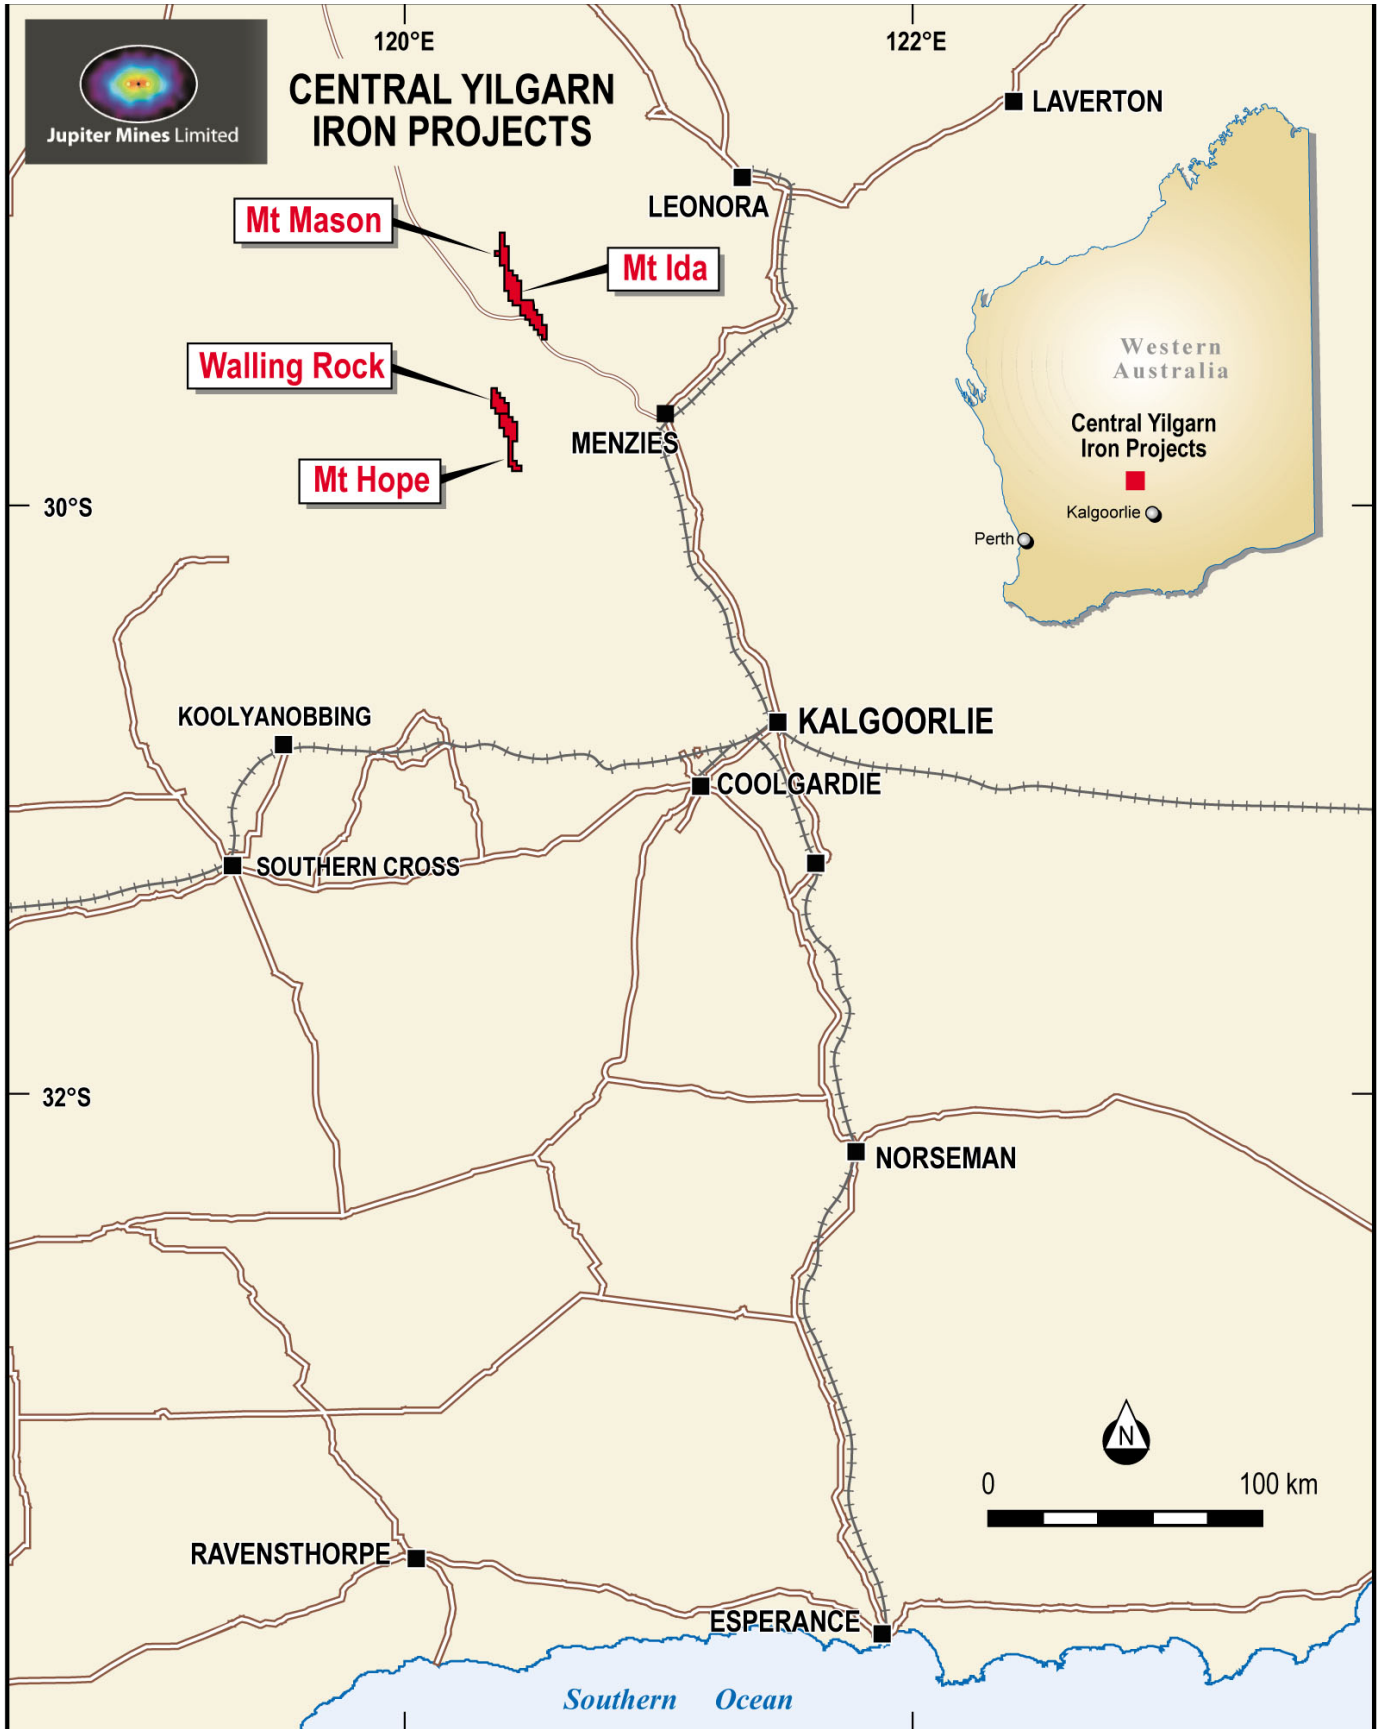 120°E
122°E
Jupiter Mines Limited
CENTRAL YILGARN
IRON PROJECTS
LAVERTON
LEONORA
Mt Mason
Mt Ida
Walling Rock
MENZIES
Mt Hope
30°S
Western
Australia
Central Yilgarn
Iron Projects
Kalgoorlie
Perth
KOOLYANOBBING
KALGOORLIE
COOLGARDIE
SOUTHERN CROSS
32°S
NORSEMAN
N
0
100 km
RAVENSTHORPE
ESPERANCE
Southern Ocean